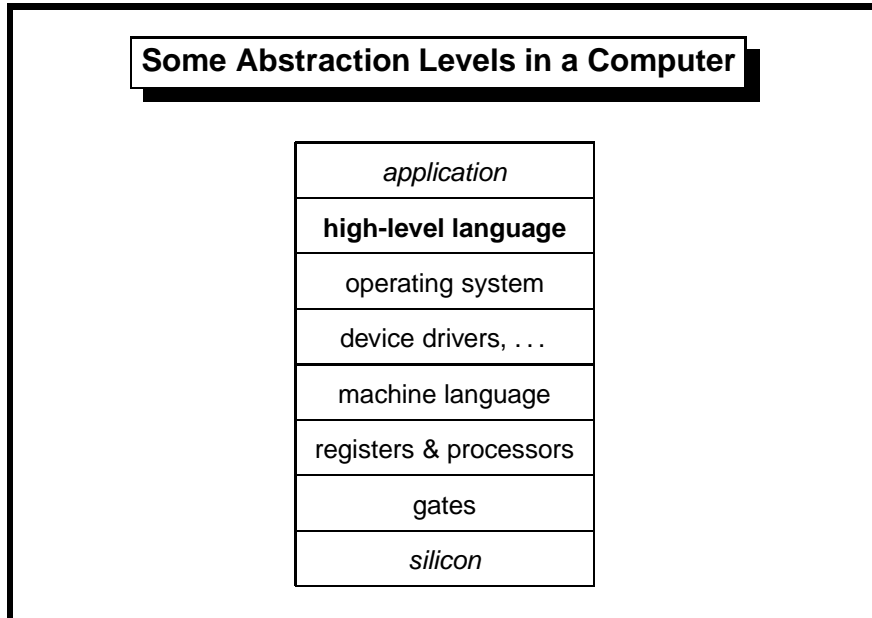 Some Abstraction Levels in a Computer
application
high-level language
operating system
device drivers, . . .
machine language
registers & processors
gates
silicon